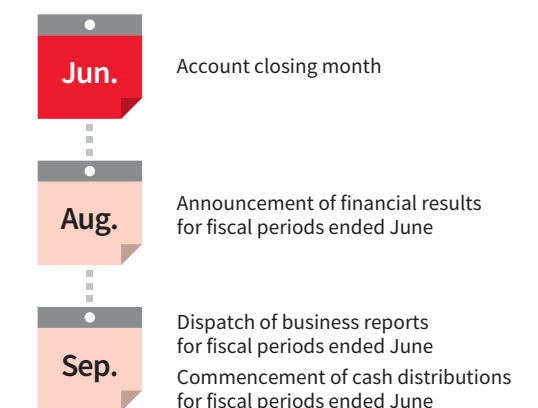 Jun.
Account closing month
Aug.
Announcement of financial results
for fiscal periods ended June
Sep.
Dispatch of business reports
for fiscal periods ended June
Commencement of cash distributions
for fiscal periods ended June